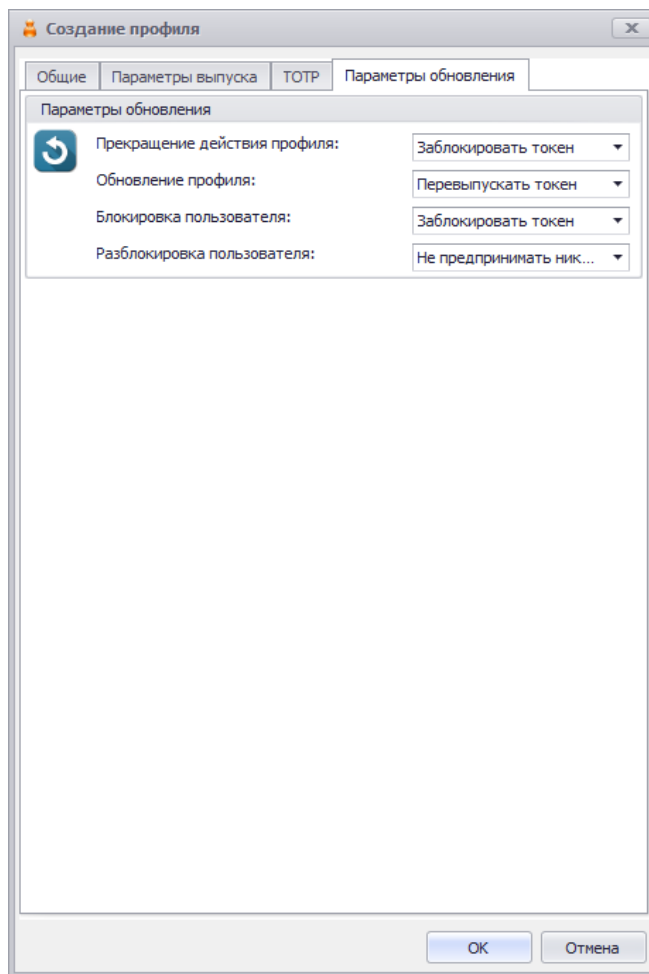 Создание профиля
Общие Параметры выпуска TOTP Параметры обновления
Параметры обновления
Прекращение действия профиля: Заблокировать токен
Обновление профиля: Перевыпускать токен
Блокировка пользователя: Заблокировать токен
Разблокировка пользователя: Не предпринимать ник...
OK Отмена